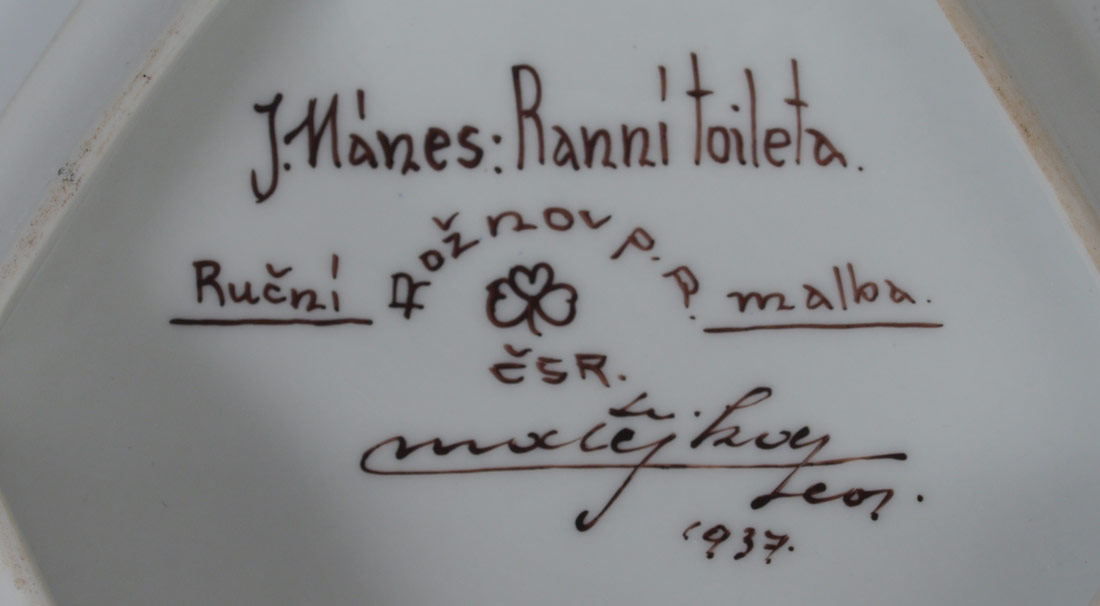 J. Mánes: Ranní toileta.
Rožnov p. P.
Ruční malba.
ČSR.
1937.